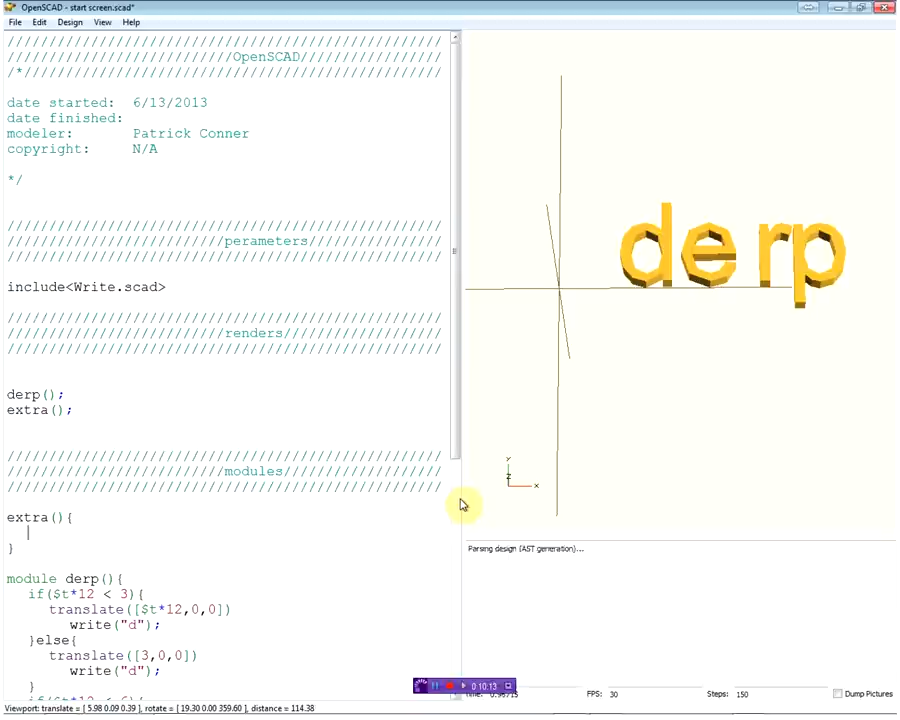 OpenSCAD - start screen.scad*
File Edit Design View Help
////////////////////////////////////////////////////
///////////////////////////OpenSCAD/////////////////
/*//////////////////////////////////////////////////
date started: 6/13/2013
date finished:
modeler: Patrick Conner
copyright: N/A
*/
////////////////////////////////////////////////////
//////////////////////////perameters////////////////
////////////////////////////////////////////////////
include<Write.scad>
////////////////////////////////////////////////////
//////////////////////////renders///////////////////
////////////////////////////////////////////////////
derp();
extra();
////////////////////////////////////////////////////
//////////////////////////modules///////////////////
////////////////////////////////////////////////////
extra(){
}
module derp(){
if($t*12 < 3){
translate([$t*12,0,0])
write("d");
}else{
translate([3,0,0])
write("d");
}
if($t*12 < 6){
derp
Y
Z
X
Parsing design (AST generation)...
0:10:13
FPS: 30
Steps: 150
Dump Pictures
Viewport: translate = [ 5.98 0.09 0.39 ], rotate = [ 19.30 0.00 359.60 ], distance = 114.38